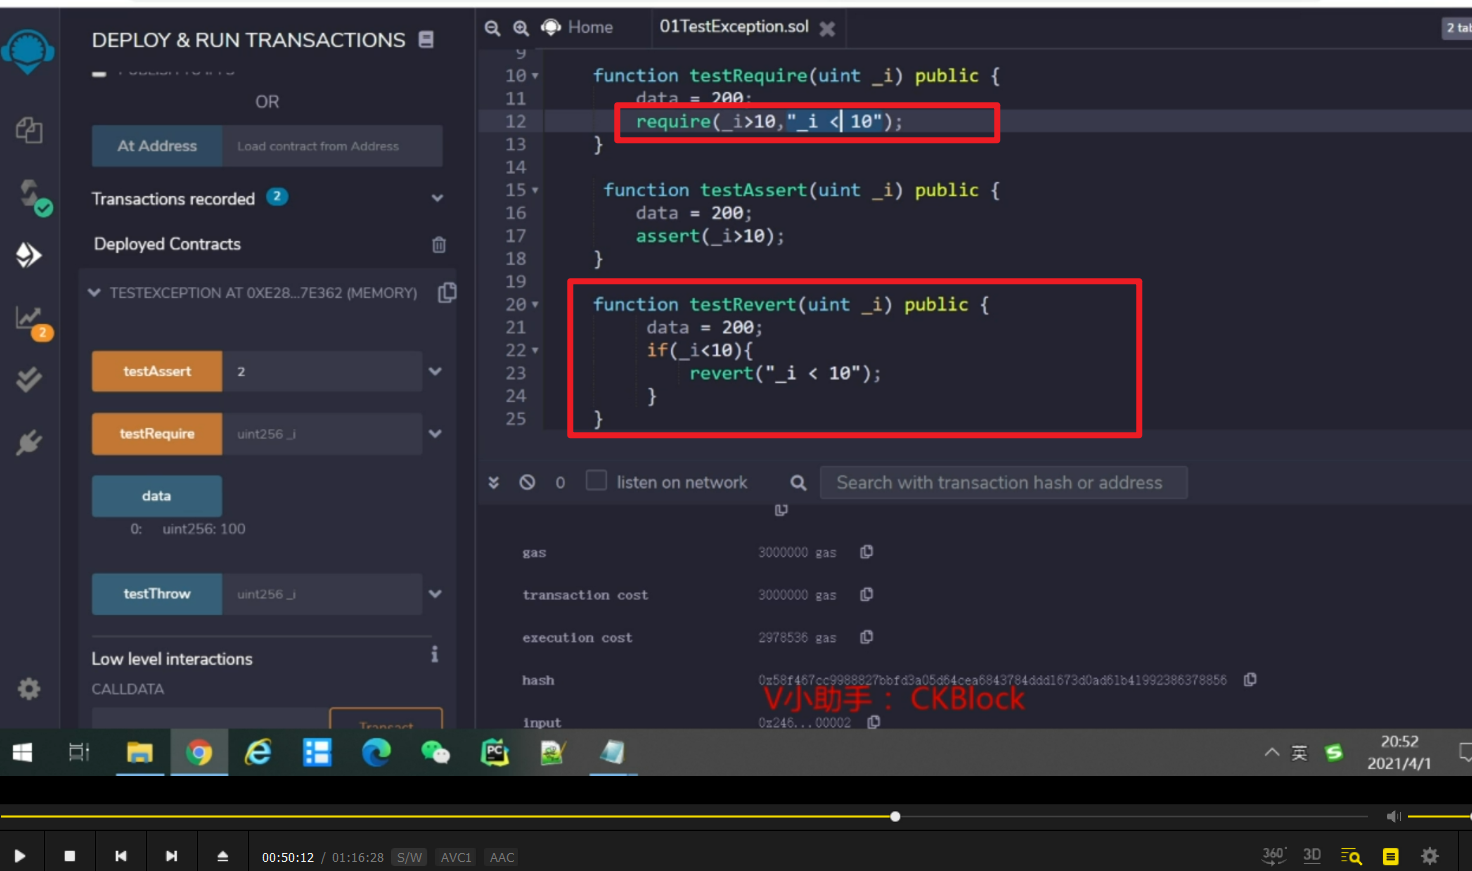 DEPLOY & RUN TRANSACTIONS
OR
At Address Load contract from Address
Transactions recorded 2
Deployed Contracts
TESTEXCEPTION AT 0XE28...7E362 (MEMORY)
2
testAssert 2
testRequire uint256 _i
data
0: uint256: 100
testThrow uint256 _i
Low level interactions
CALLDATA
Transact
Home 01TestException.sol 2 tab
9
10 function testRequire(uint _i) public {
11 data = 200;
12 require(_i>10,"_i < 10");
13 }
14
15 function testAssert(uint _i) public {
16 data = 200;
17 assert(_i>10);
18 }
19
20 function testRevert(uint _i) public {
21 data = 200;
22 if(_i<10){
23 revert("_i < 10");
24 }
25 }
0 listen on network Search with transaction hash or address
gas 3000000 gas
transaction cost 3000000 gas
execution cost 2978536 gas
hash 0x58f467cc9988827bbfd3a05d64cea6843784ddd1673d0ad61b41992386378856
V小助手： CKBlock
input 0x246...00002
PC
英
20:52
2021/4/1
00:50:12 / 01:16:28 S/W AVC1 AAC
360° 3D